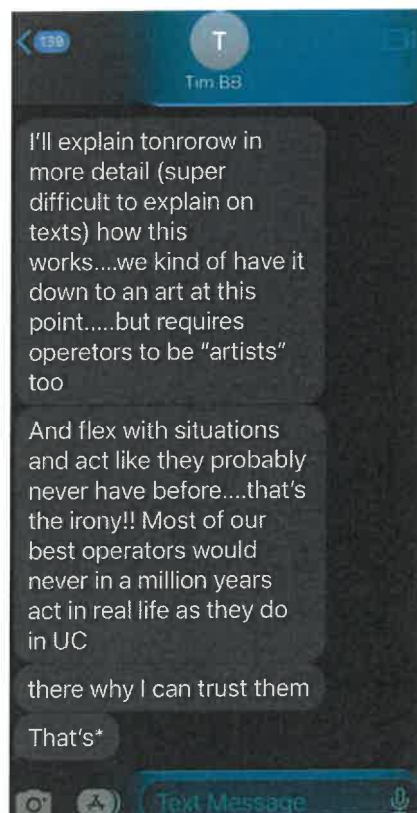 139
T
Tim BB
I'll explain tonrorow in
more detail (super
difficult to explain on
texts) how this
works....we kind of have it
down to an art at this
point.....but requires
operetors to be “artists”
too
And flex with situations
and act like they probably
never have before....that's
the irony!! Most of our
best operators would
never in a million years
act in real life as they do
in UC
there why I can trust them
That's*
Text Message